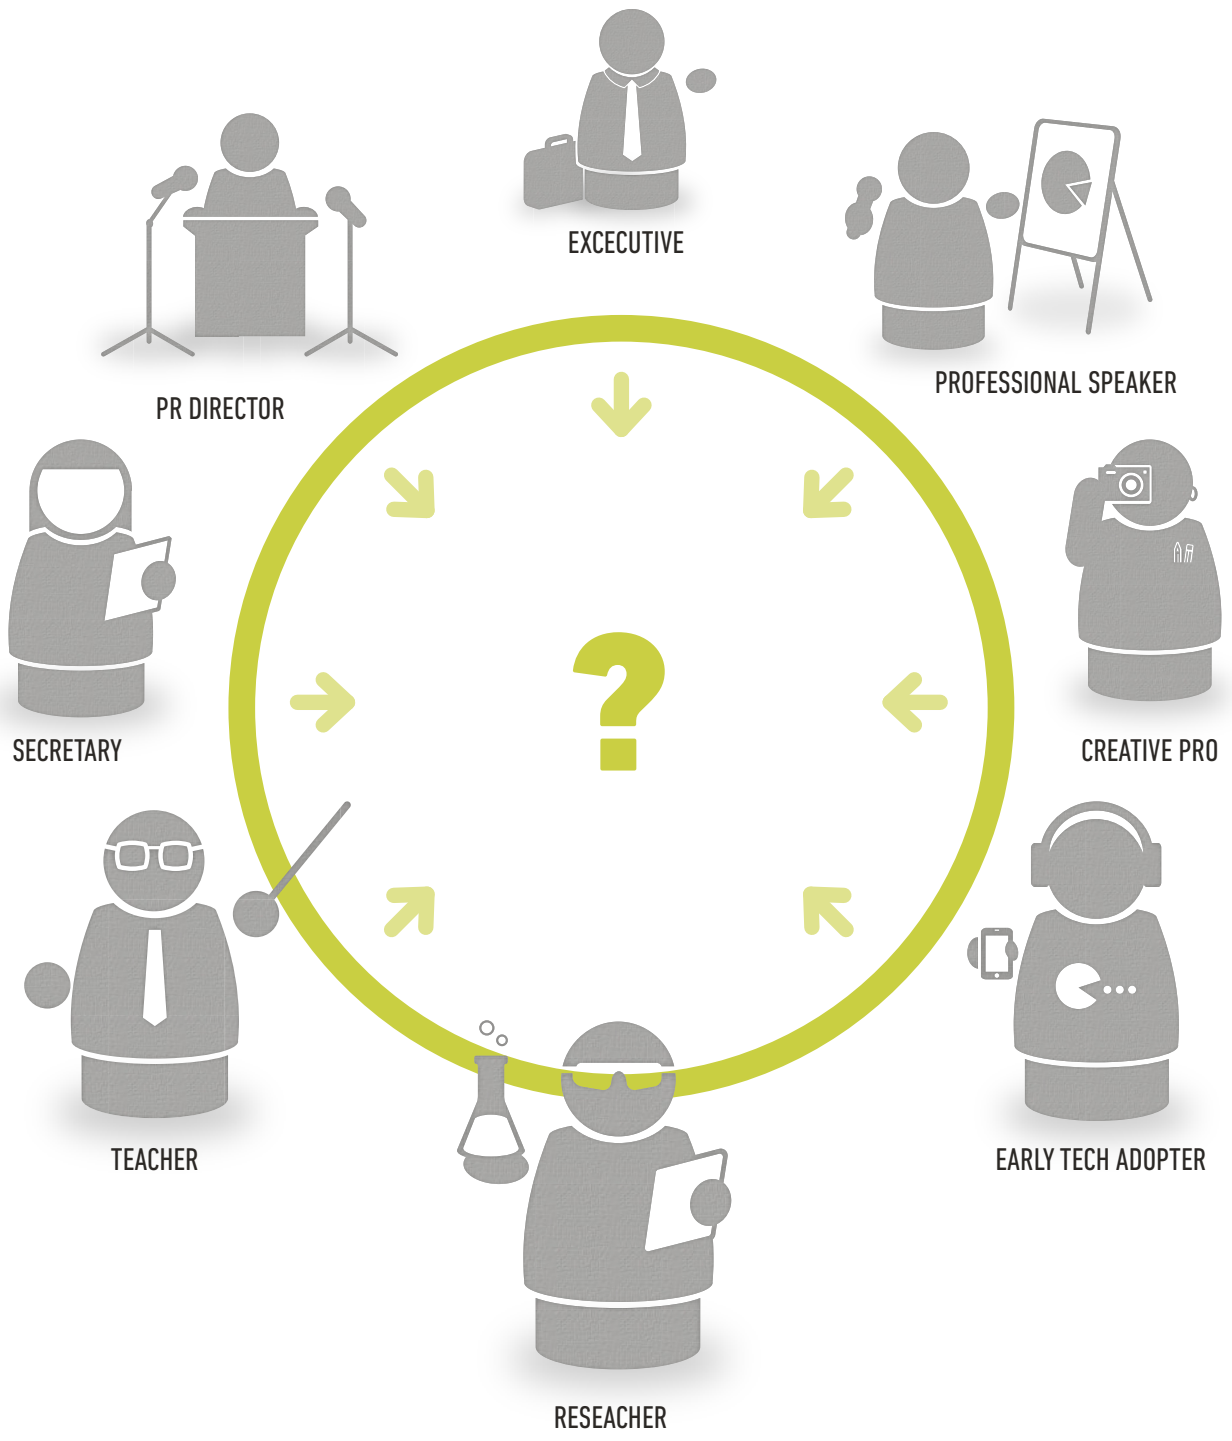 EXCECUTIVE
PROFESSIONAL SPEAKER
PR DIRECTOR
?
SECRETARY
CREATIVE PRO
TEACHER
EARLY TECH ADOPTER
RESEACHER